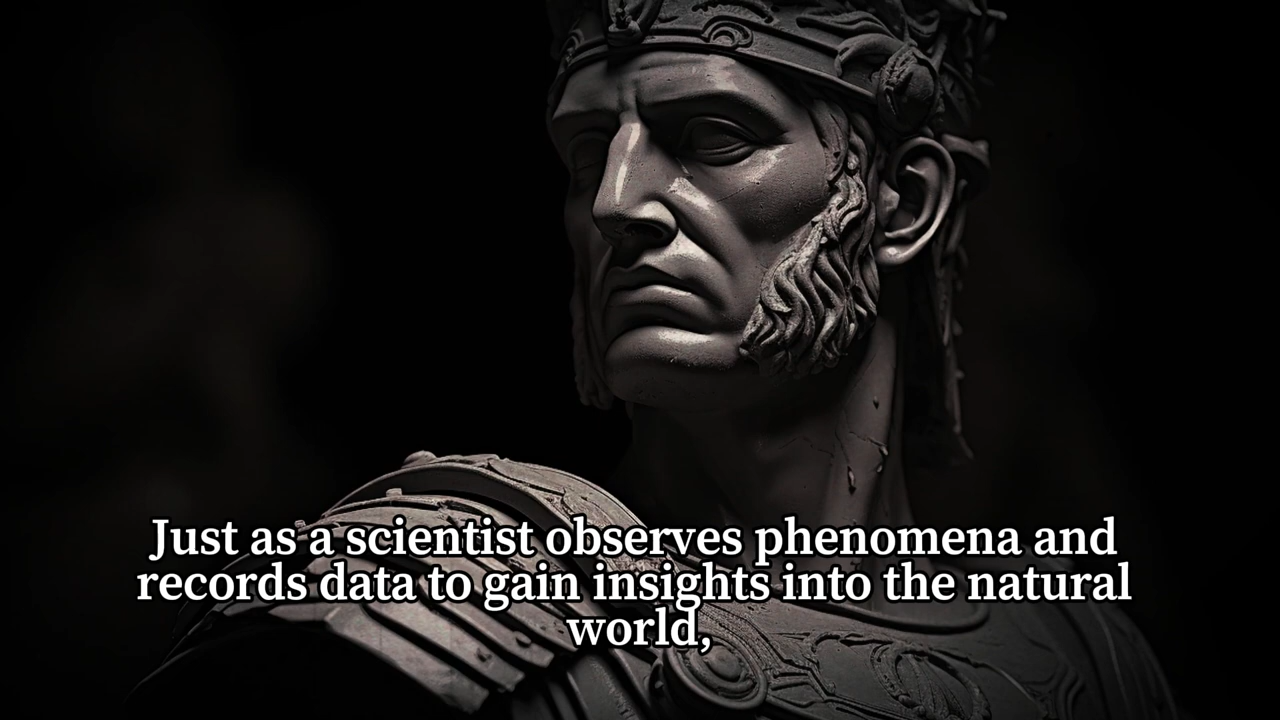 Just as a scientist observes phenomena and
records data to gain insights into the natural
world,